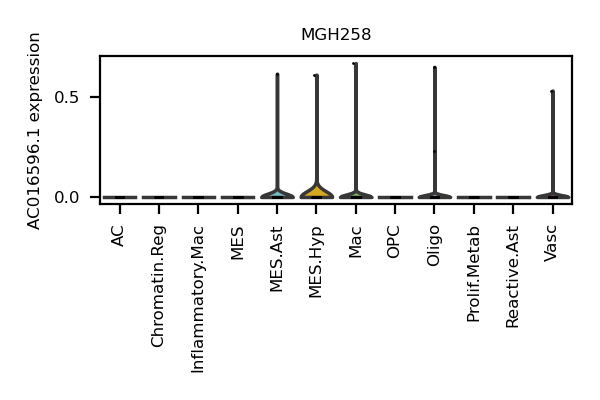 MGH258
AC016596.1 expression
0.5
0.0
AC
Chromatin.Reg
Inflammatory.Mac
MES
MES.Ast
MES.Hyp
Mac
OPC
Oligo
Prolif.Metab
Reactive.Ast
Vasc